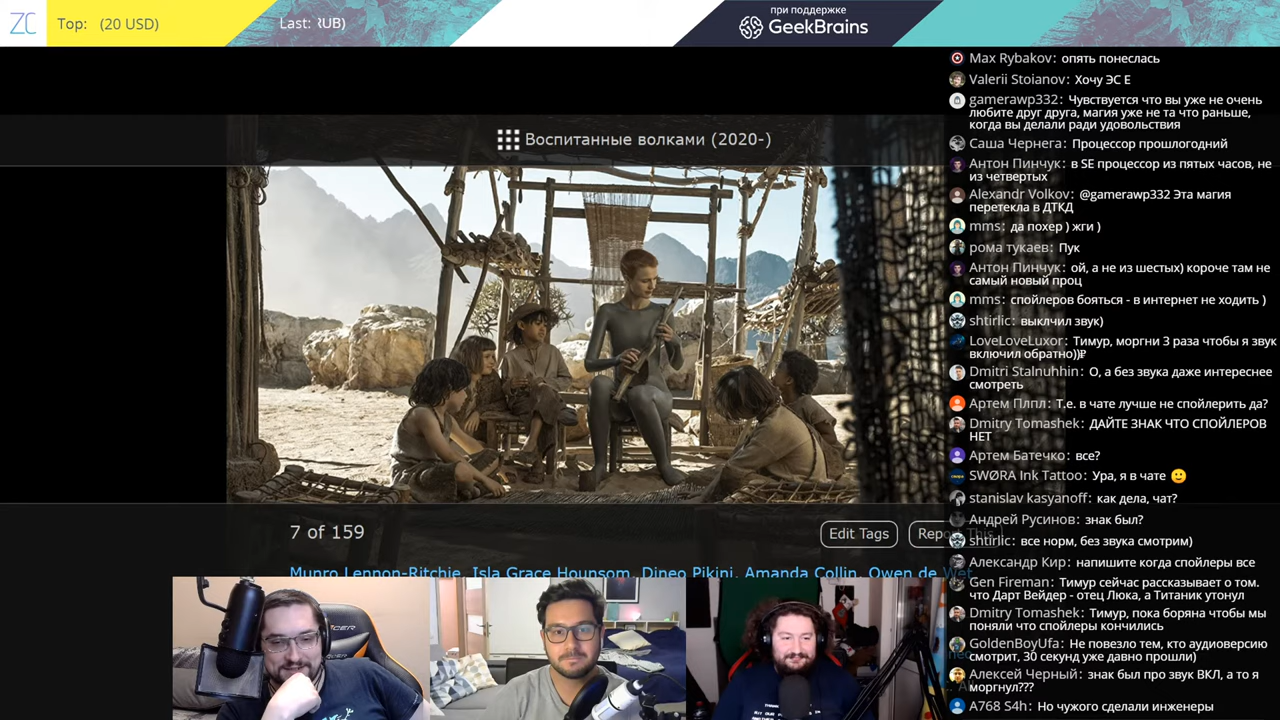 ZC
Top: (20 USD)
Last: RUB)
при поддержке
GeekBrains
Воспитанные волками (2020-)
7 of 159
Edit Tags
Report This
Munro Lennon-Ritchie, Isla Grace Hounsom, Dineo Pikini, Amanda Collin, Owen de Wet
Max Rybakov: опять понеслась
Valerii Stoianov: Хочу ЭС Е
gamerawp332: Чувствуется что вы уже не очень
любите друг друга, магия уже не та что раньше,
когда вы делали ради удовольствия
Саша Чернега: Процессор прошлогодний
Антон Пинчук: в SE процессор из пятых часов, не
из четвертых
Alexandr Volkov: @gamerawp332 Эта магия
перетекла в ДТКД
mms: да похер ) жги )
рома тукаев: Пук
Антон Пинчук: ой, а не из шестых) короче там не
самый новый проц
mms: спойлеров бояться - в интернет не ходить )
shtirlic: выклчил звук)
LoveLoveLuxor: Тимур, моргни 3 раза чтобы я звук
включил обратно))₽
Dmitri Stalnuhhin: О, а без звука даже интереснее
смотреть
Артем Плпл: Т.е. в чате лучше не спойлерить да?
Dmitry Tomashek: ДАЙТЕ ЗНАК ЧТО СПОЙЛЕРОВ
НЕТ
Артем Батечко: все?
SWØRA Ink Tattoo: Ура, я в чате 🙂
stanislav kasyanoff: как дела, чат?
Андрей Русинов: знак был?
shtirlic: все норм, без звука смотрим)
Александр Кир: напишите когда спойлеры все
Gen Fireman: Тимур сейчас рассказывает о том.
что Дарт Вейдер - отец Люка, а Титаник утонул
Dmitry Tomashek: Тимур, пока боряна чтобы мы
поняли что спойлеры кончились
GoldenBoyUfa: Не повезло тем, кто аудиоверсию
смотрит, 30 секунд уже давно прошли)
Алексей Черный: знак был про звук ВКЛ, а то я
моргнул???
A768 S4h: Но чужого сделали инженеры